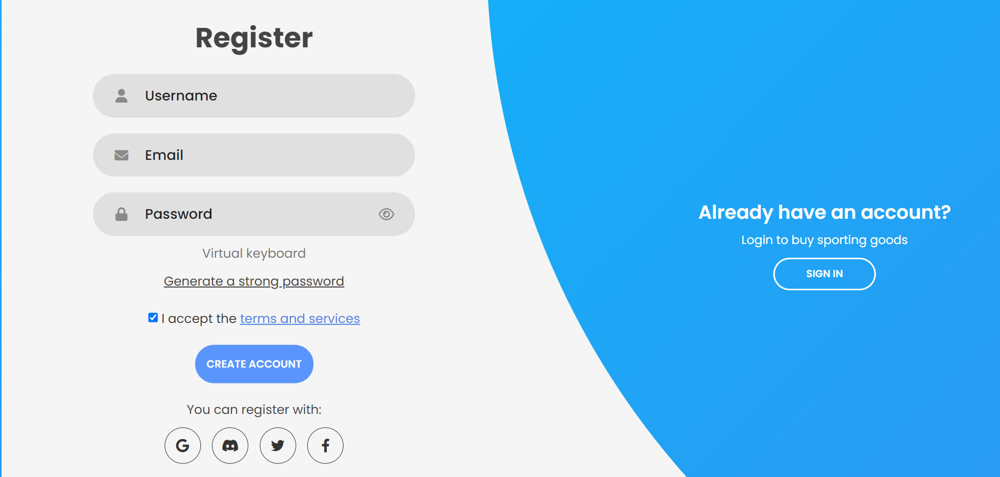 Register
Username
Email
Password
Virtual keyboard
Generate a strong password
I accept the terms and services
CREATE ACCOUNT
You can register with:
Already have an account?
Login to buy sporting goods
SIGN IN